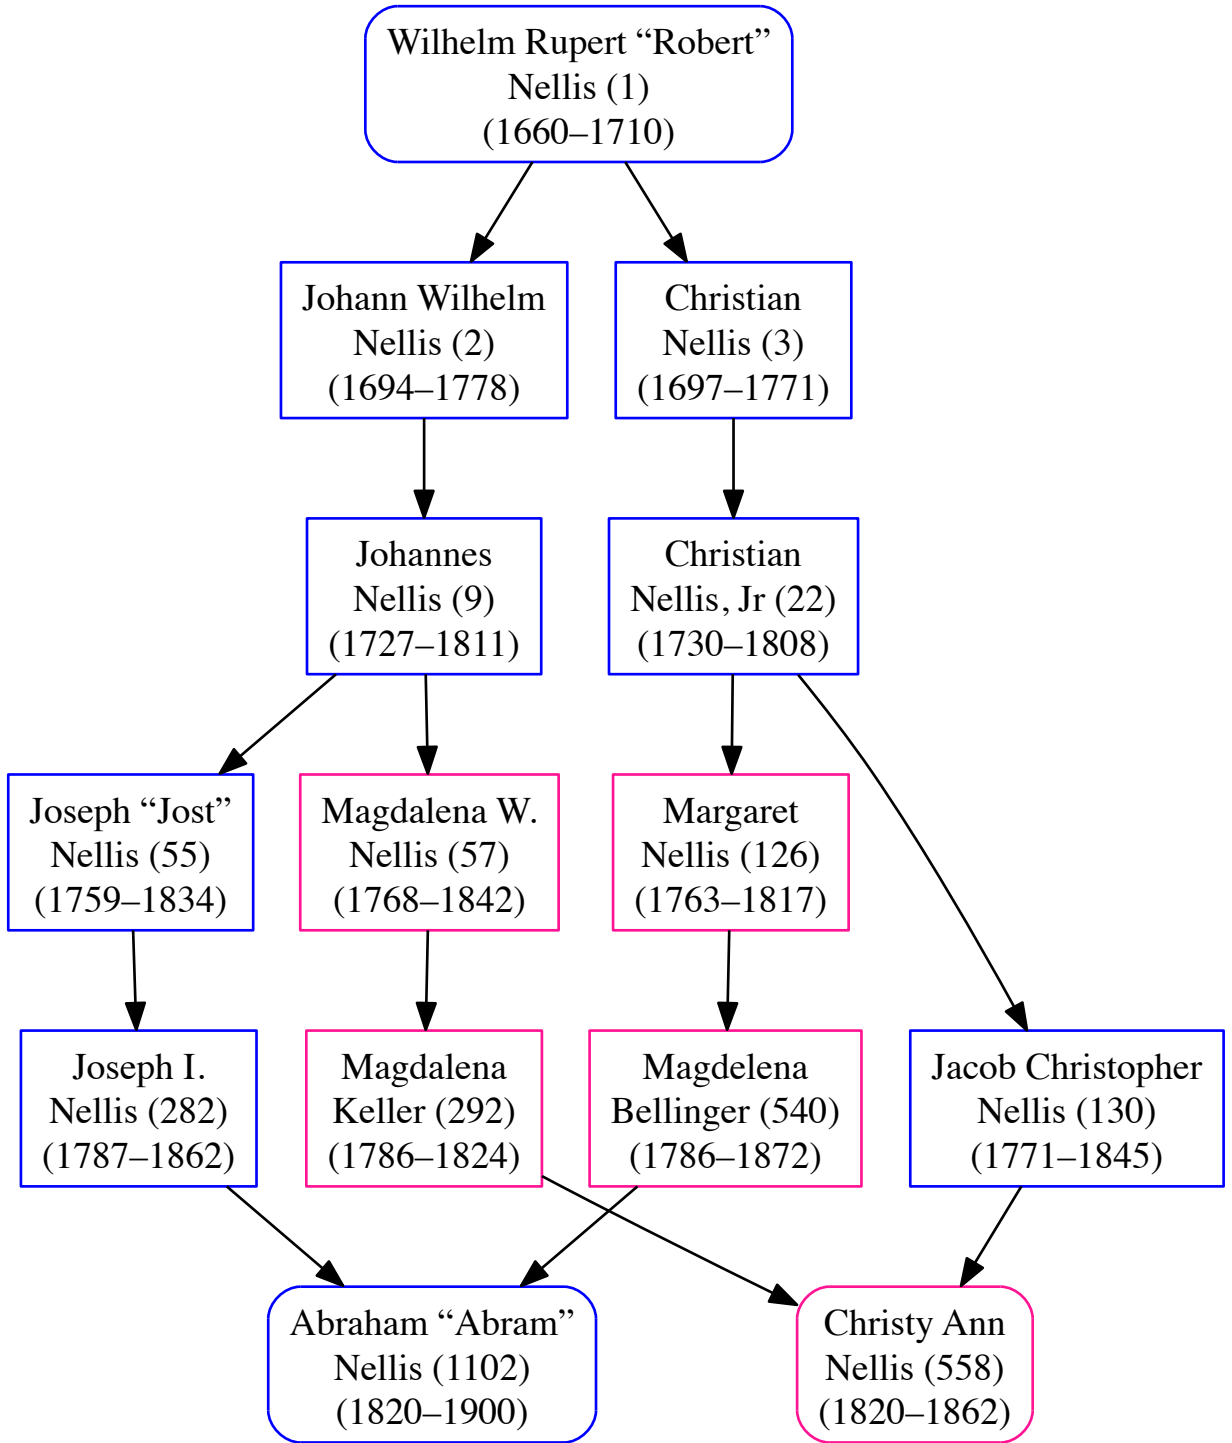 Wilhelm Rupert “Robert”
Nellis (1)
(1660–1710)
Johann Wilhelm
Nellis (2)
(1694–1778)
Christian
Nellis (3)
(1697–1771)
Johannes
Nellis (9)
(1727–1811)
Christian
Nellis, Jr (22)
(1730–1808)
Joseph “Jost”
Nellis (55)
(1759–1834)
Magdalena W.
Nellis (57)
(1768–1842)
Margaret
Nellis (126)
(1763–1817)
Joseph I.
Nellis (282)
(1787–1862)
Magdalena
Keller (292)
(1786–1824)
Magdelena
Bellinger (540)
(1786–1872)
Jacob Christopher
Nellis (130)
(1771–1845)
Abraham “Abram”
Nellis (1102)
(1820–1900)
Christy Ann
Nellis (558)
(1820–1862)